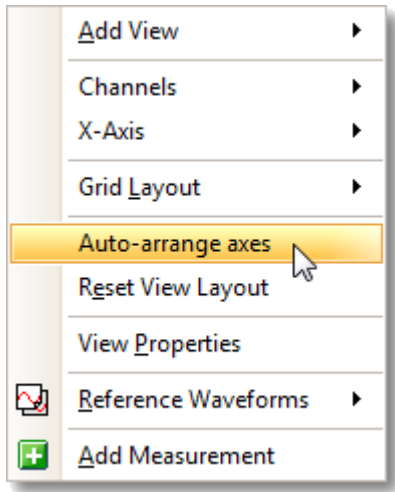 Add View
Channels
X-Axis
Grid Layout
Auto-arrange axes
Reset View Layout
View Properties
Reference Waveforms
Add Measurement